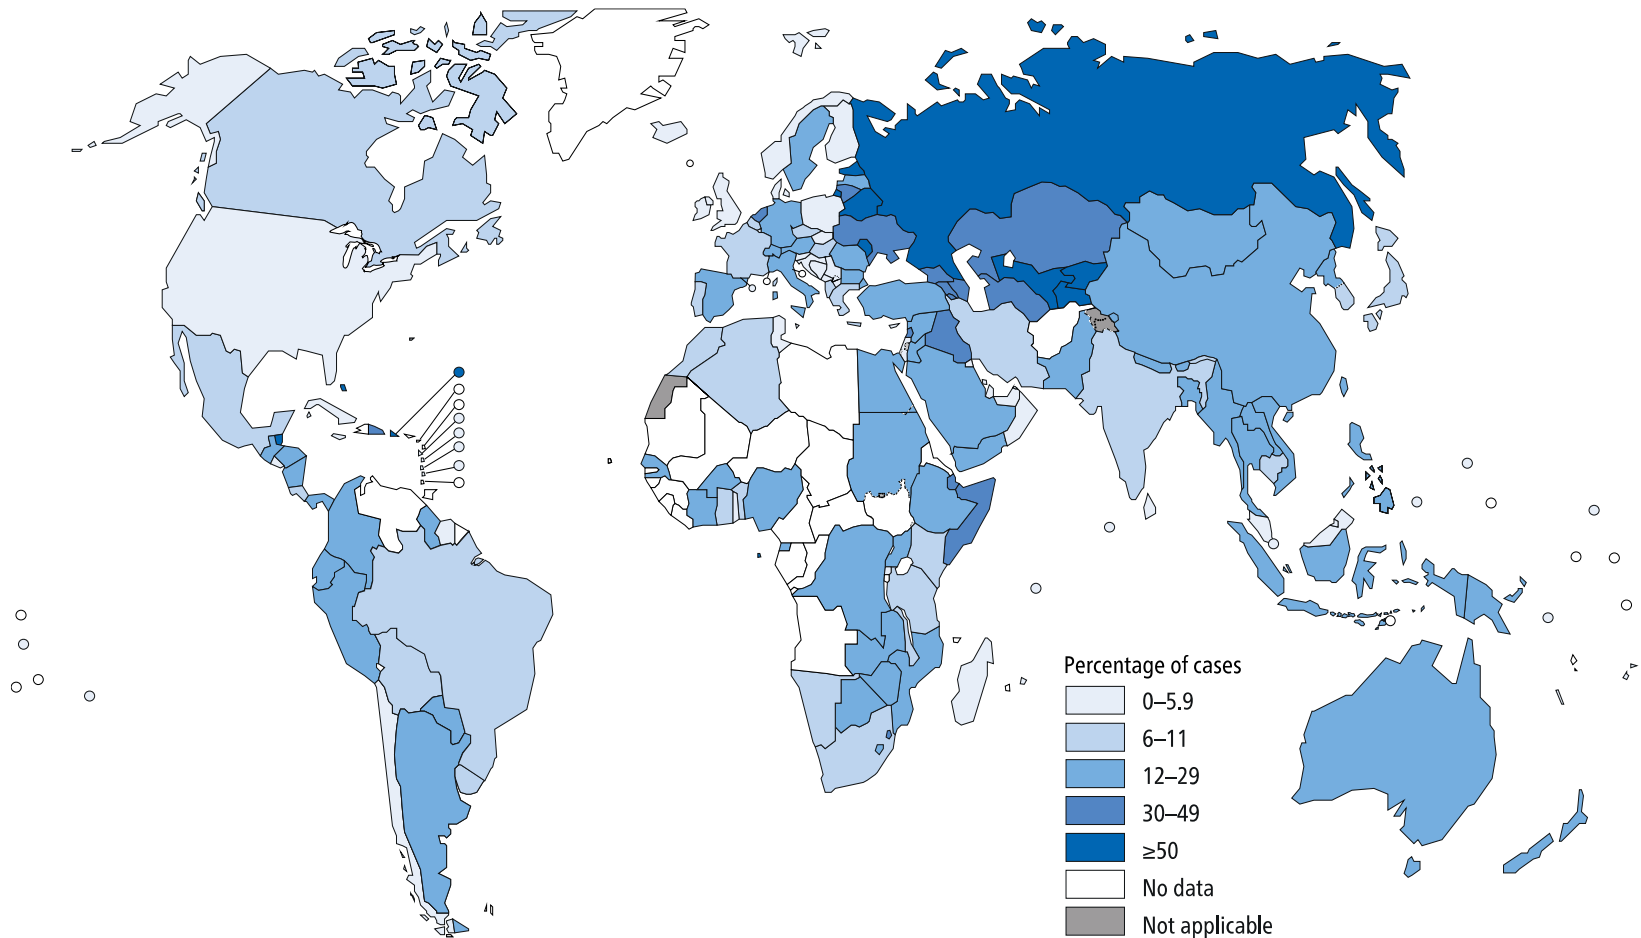 Percentage of cases
0–5.9
6–11
12–29
30–49
≥50
No data
Not applicable